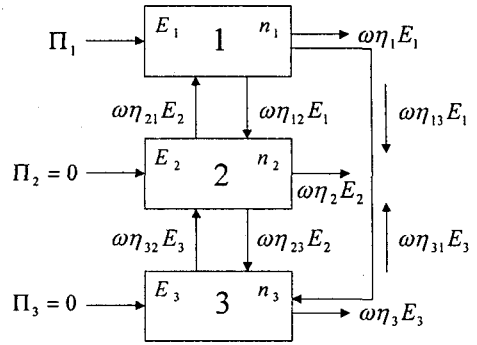 Π₁ E₁ 1 n₁ ωη₁E₁
ωη₂₁E₂ ωη₁₂E₁ ωη₁₃E₁
Π₂ = 0 E₂ 2 n₂ ωη₂E₂
ωη₃₂E₃ ωη₂₃E₂ ωη₃₁E₃
Π₃ = 0 E₃ 3 n₃ ωη₃E₃